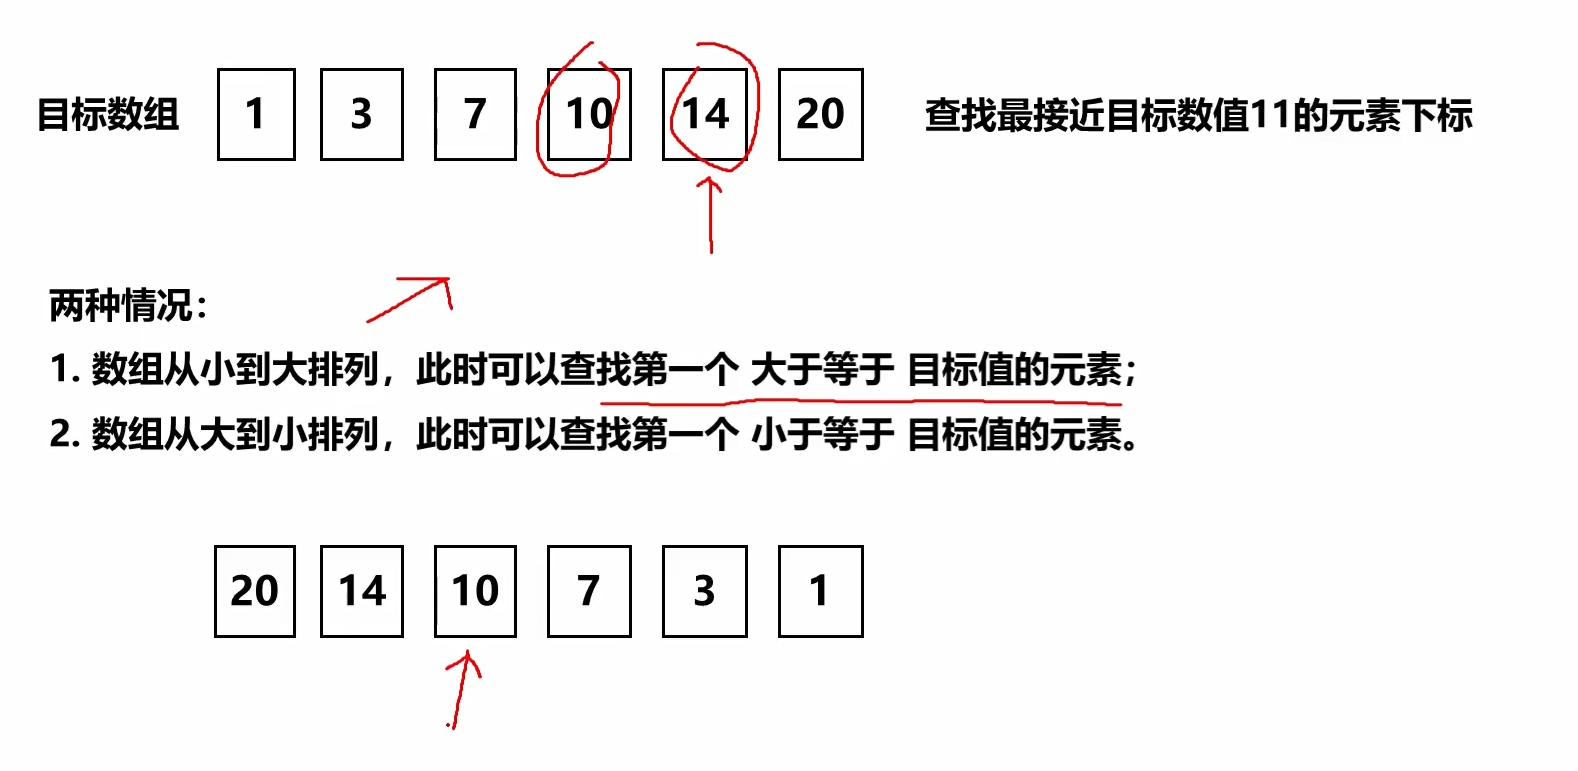 目标数组 1 3 7 10 14 20 查找最接近目标数值11的元素下标
两种情况：
1. 数组从小到大排列，此时可以查找第一个 大于等于 目标值的元素；
2. 数组从大到小排列，此时可以查找第一个 小于等于 目标值的元素。
20 14 10 7 3 1